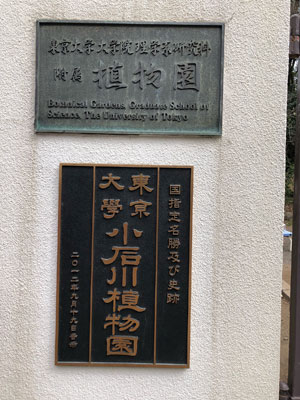 東京大学大学院理学系研究科
附属 植物園
Botanical Gardens, Graduate School of
Science, The University of Tokyo
国指定名勝及び史跡
東京
大學
小石川植物園
二〇一二年九月十九日告示